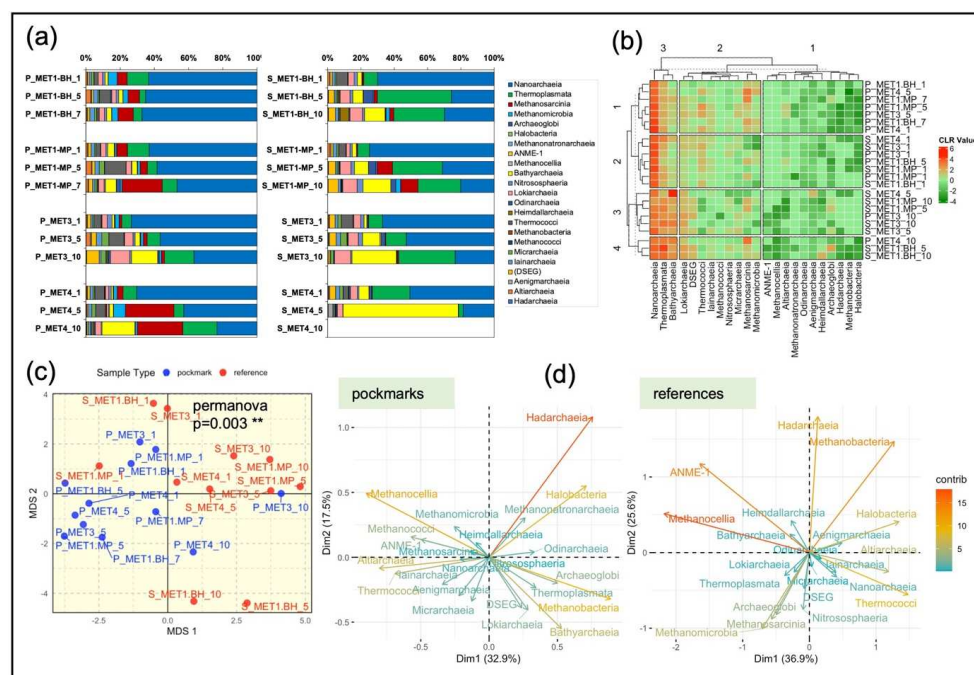 (a)
0% 20% 40% 60% 80% 100%
P_MET1-BH_1
P_MET1-BH_5
P_MET1-BH_7
P_MET1-MP_1
P_MET1-MP_5
P_MET1-MP_7
P_MET3_1
P_MET3_5
P_MET3_10
P_MET4_1
P_MET4_5
P_MET4_10
0% 20% 40% 60% 80% 100%
S_MET1-BH_1
S_MET1-BH_5
S_MET1-BH_10
S_MET1-MP_1
S_MET1-MP_5
S_MET1-MP_10
S_MET3_1
S_MET3_5
S_MET3_10
S_MET4_1
S_MET4_5
S_MET4_10
Nanoarchaeia
Thermoplasmata
Methanosarcinia
Methanomicrobia
Archaeoglobi
Halobacteria
Methanonatronarchaeia
ANME-1
Methanocellia
Bathyarchaeia
Nitrososphaeria
Lokiarchaeia
Odinarchaeia
Heimdallarchaeia
Thermococci
Methanobacteria
Methanococci
Micrarchaeia
Iainarchaeia
(DSEG)
Aenigmarchaeia
Altiarchaeia
Hadarchaeia
(b)
3 2 1
1
2
3
4
P_MET1.BH_1
P_MET4_5
P_MET1.MP_7
P_MET1.MP_5
P_MET3_5
P_MET1.BH_7
P_MET4_1
S_MET4_1
S_MET3_1
P_MET3_1
P_MET1.BH_5
S_MET1.MP_1
P_MET1.MP_1
S_MET1.BH_1
S_MET4_5
S_MET1.MP_10
S_MET1.MP_5
P_MET3_10
S_MET3_10
S_MET3_5
P_MET4_10
S_MET1.BH_5
S_MET1.BH_10
Nanoarchaeia
Thermoplasmata
Bathyarchaeia
Lokiarchaeia
DSEG
Thermococci
Iainarchaeia
Methanococci
Nitrososphaeria
Micrarchaeia
Methanosarcinia
Methanomicrobia
ANME-1
Methanocellia
Altiarchaeia
Methanonatronarchaeia
Odinarchaeia
Aenigmarchaeia
Heimdallarchaeia
Archaeoglobi
Hadarchaeia
Methanobacteria
Halobacteria
CLR Value
6
4
2
0
-2
-4
(c)
Sample Type pockmark reference
permanova
p=0.003 **
S_MET1.BH_1
S_MET3_1
P_MET3_1
P_MET1.MP_1
P_MET1.BH_1
S_MET1.MP_1
P_MET1.BH_5
P_MET4_1
P_MET4_5
P_MET3_5
P_MET1.MP_5
P_MET1.MP_7
P_MET1.BH_7
P_MET4_10
S_MET3_10
S_MET1.MP_10
S_MET4_1
S_MET1.MP_5
S_MET3_5
S_MET4_5
P_MET3_10
S_MET1.BH_10
S_MET1.BH_5
4
2
0
-2
-4
MDS 2
-2.5 0.0 2.5 5.0
MDS 1
pockmarks
(d)
references
Hadarchaeia
Methanocellia
Halobacteria
Methanomicrobia
Methanonatronarchaeia
Methanococci
Heimdallarchaeia
ANME-1
Methanosarcinia
Odinarchaeia
Altiarchaeia
Nanoarchaeia
Nitrososphaeria
Iainarchaeia
Archaeoglobi
Thermococci
Aenigmarchaeia
Thermoplasmata
Micrarchaeia
DSEG
Methanobacteria
Lokiarchaeia
Bathyarchaeia
1.0
0.5
0.0
-0.5
Dim2 (17.5%)
-0.5 0.0 0.5
Dim1 (32.9%)
Hadarchaeia
Methanobacteria
ANME-1
Methanocellia
Heimdallarchaeia
Halobacteria
Bathyarchaeia
Aenigmarchaeia
Altiarchaeia
Lokiarchaeia
Iainarchaeia
Thermoplasmata
Micrarchaeia
Nanoarchaeia
DSEG
Thermococci
Archaeoglobi
Methanosarcinia
Nitrososphaeria
Methanomicrobia
1
0
-1
Dim2 (25.6%)
-2 -1 0 1
Dim1 (36.9%)
contrib
15
10
5